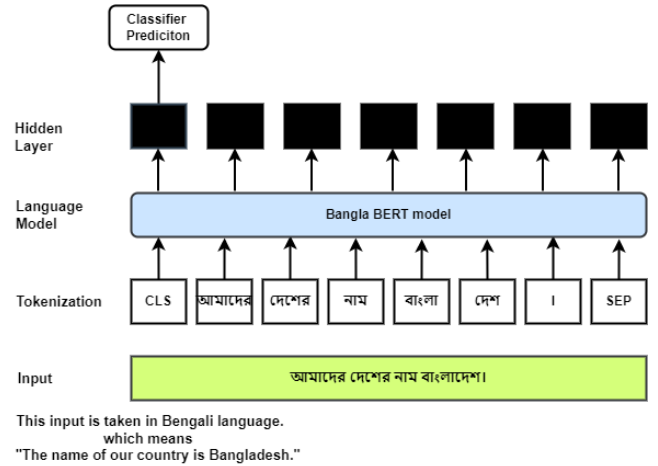 Classifier
Prediciton
Hidden
Layer
Language
Model
Bangla BERT model
Tokenization
CLS
আমাদের
দেশের
নাম
বাংলা
দেশ
।
SEP
Input
আমাদের দেশের নাম বাংলাদেশ।
This input is taken in Bengali language.
which means
"The name of our country is Bangladesh."